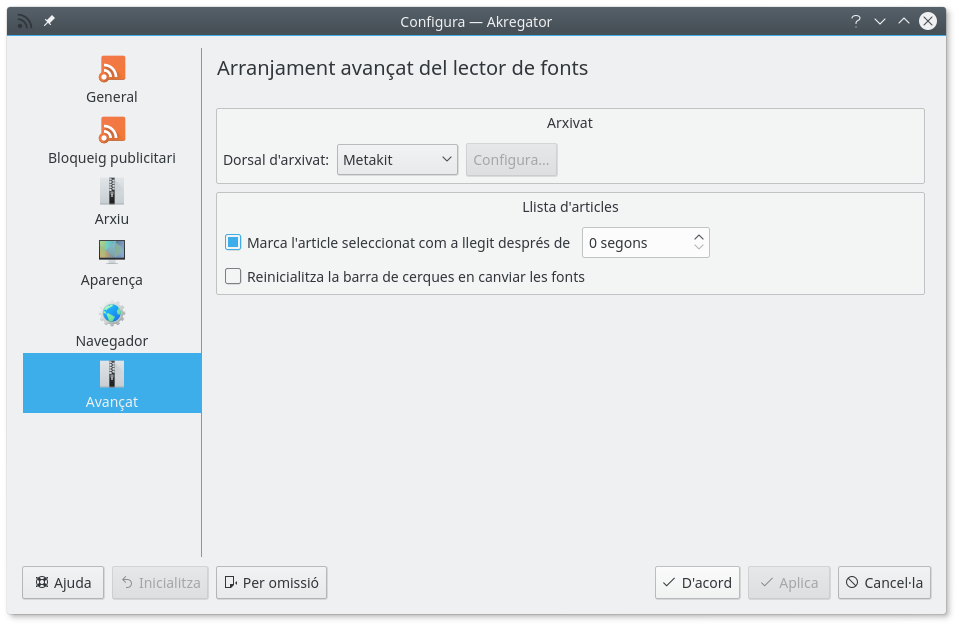 Configura — Akregator
General
Bloqueig publicitari
Arxiu
Aparença
Navegador
Avançat
Arranjament avançat del lector de fonts
Arxivat
Dorsal d'arxivat: Metakit Configura...
Llista d'articles
Marca l'article seleccionat com a llegit després de 0 segons
Reinicialitza la barra de cerques en canviar les fonts
Ajuda Inicialitza Per omissió D'acord Aplica Cancel·la